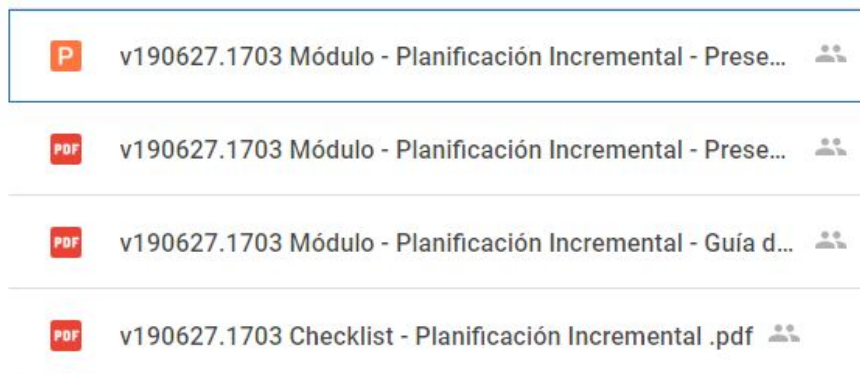 P v190627.1703 Módulo - Planificación Incremental - Prese...
PDF v190627.1703 Módulo - Planificación Incremental - Prese...
PDF v190627.1703 Módulo - Planificación Incremental - Guía d...
PDF v190627.1703 Checklist - Planificación Incremental .pdf